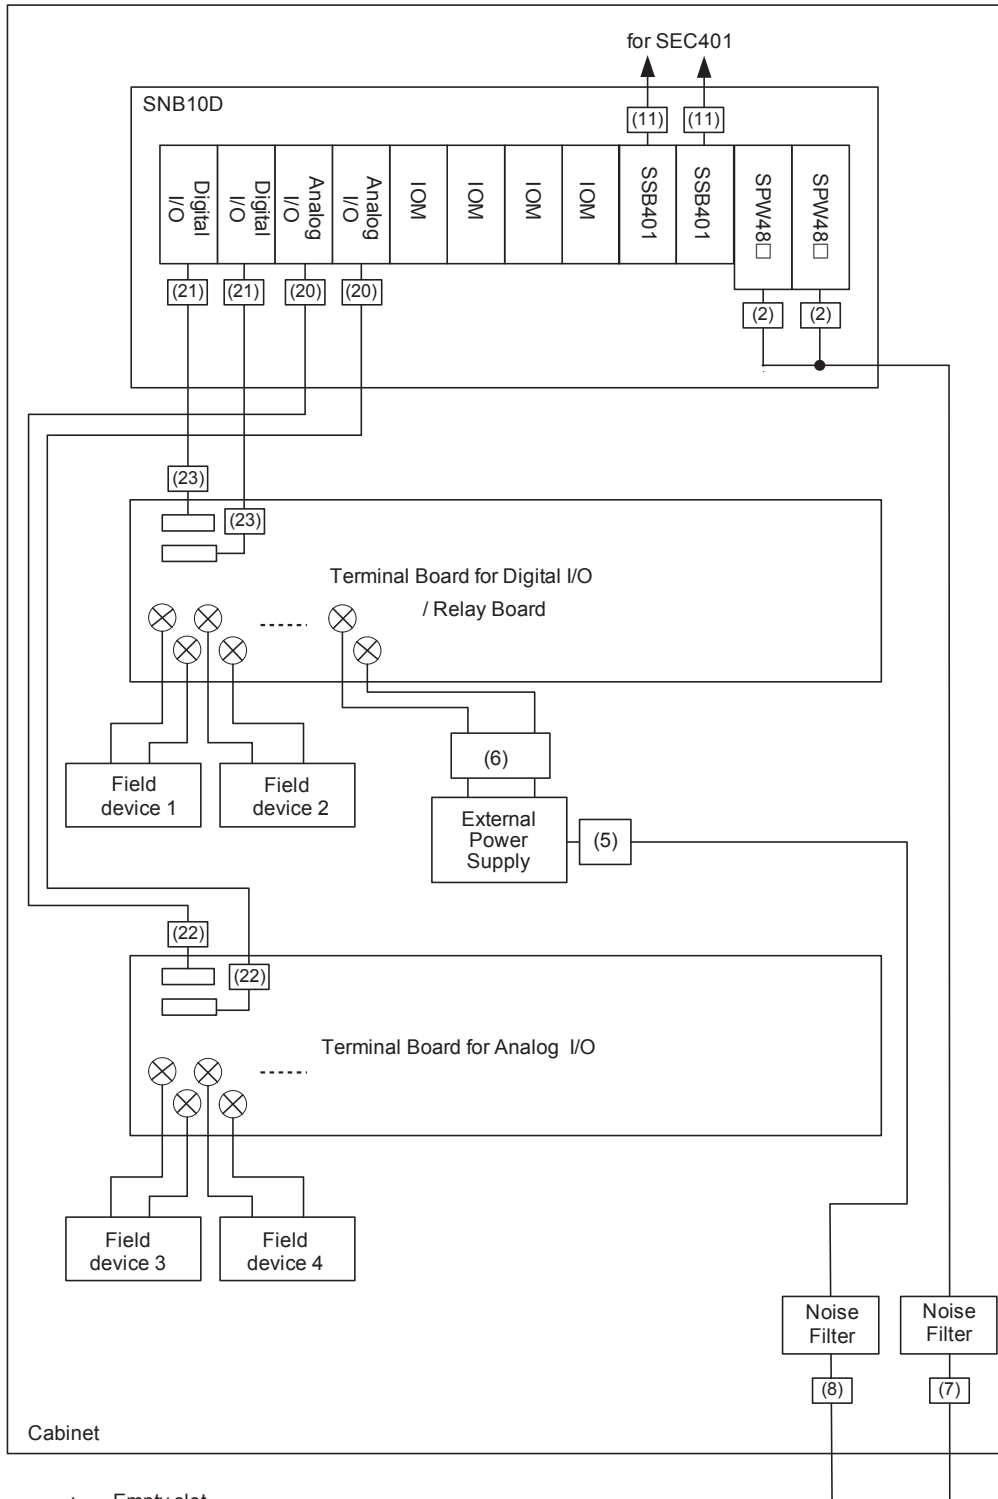 for SEC401
SNB10D
(11)
(11)
Digital I/O
Digital I/O
Analog I/O
Analog I/O
IOM
IOM
IOM
IOM
SSB401
SSB401
SPW48□
SPW48□
(21)
(21)
(20)
(20)
(2)
(2)
(23)
(23)
Terminal Board for Digital I/O
/ Relay Board
Field
device 1
Field
device 2
(6)
External
Power
Supply
(5)
(22)
(22)
Terminal Board for Analog I/O
Field
device 3
Field
device 4
Noise
Filter
Noise
Filter
(8)
(7)
Cabinet
Empty slot